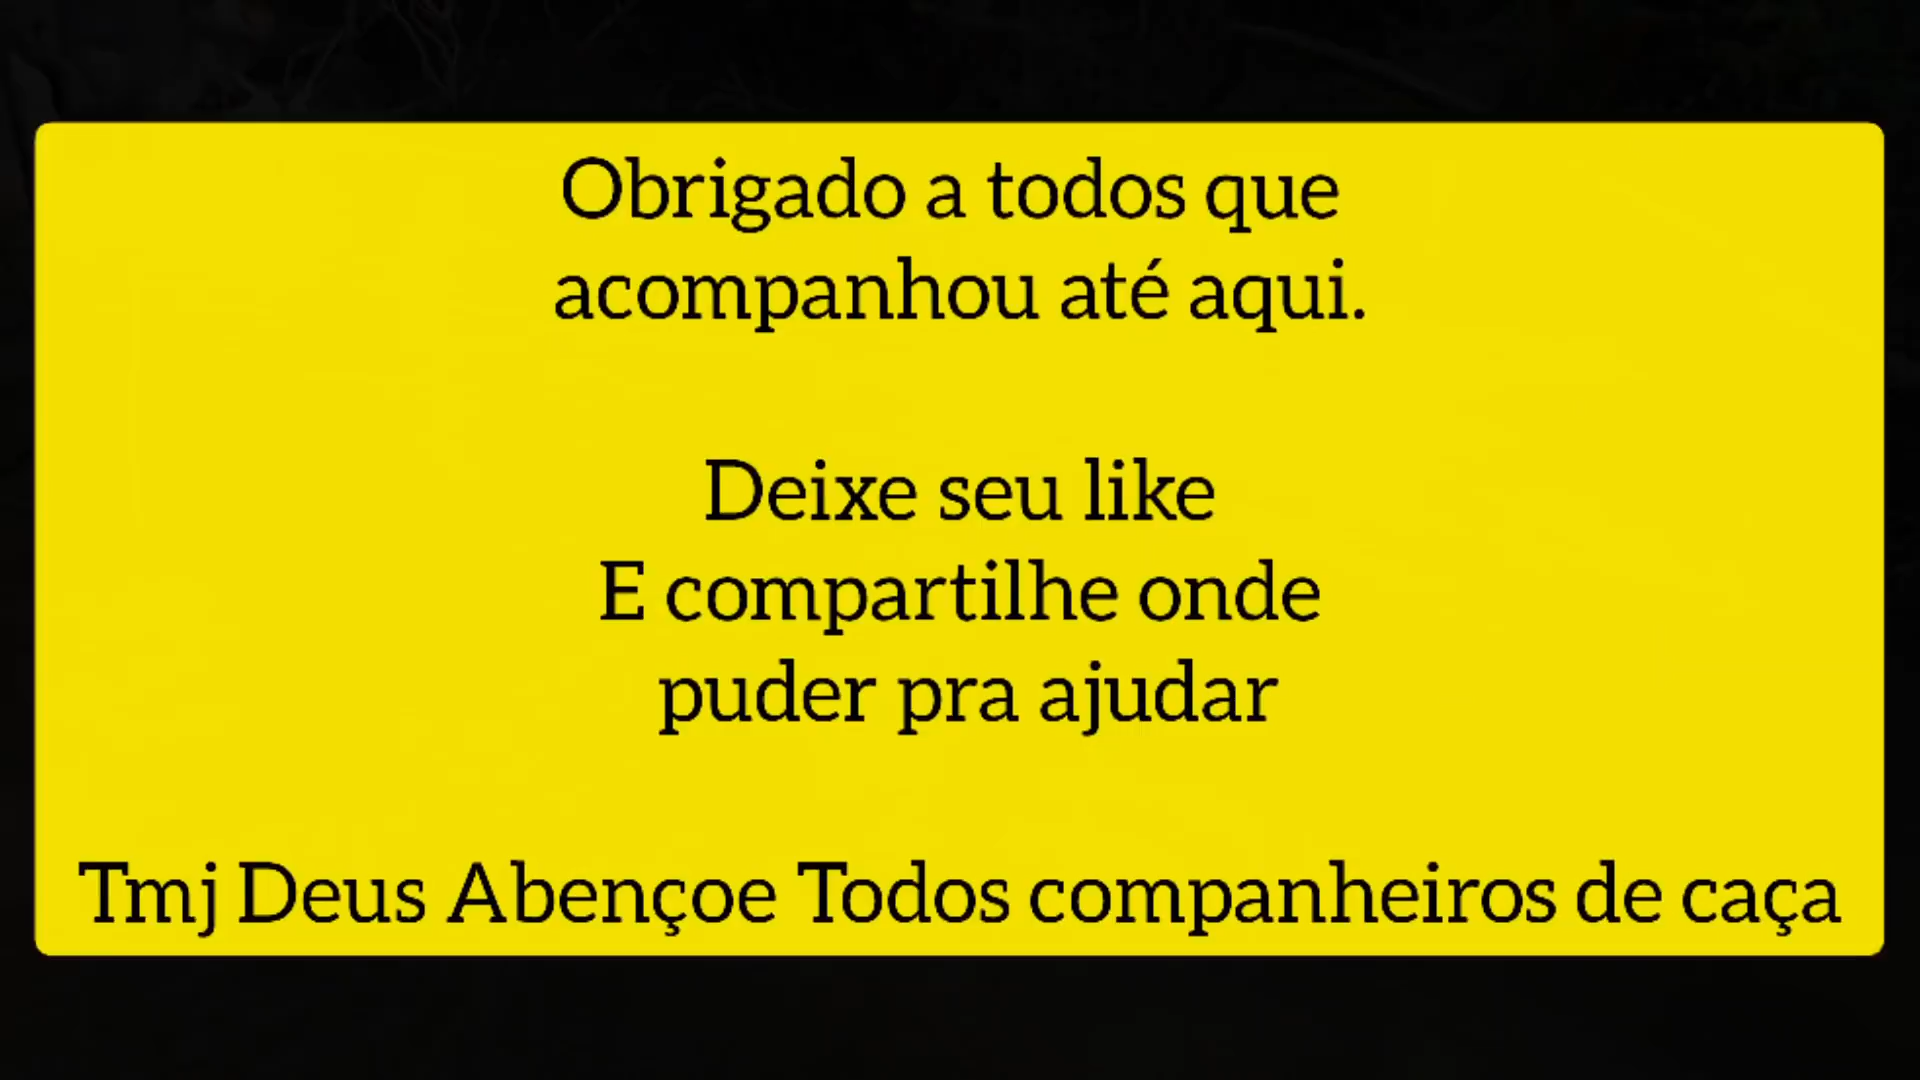 Obrigado a todos que
acompanhou até aqui.
Deixe seu like
E compartilhe onde
puder pra ajudar
Tmj Deus Abençoe Todos companheiros de caça